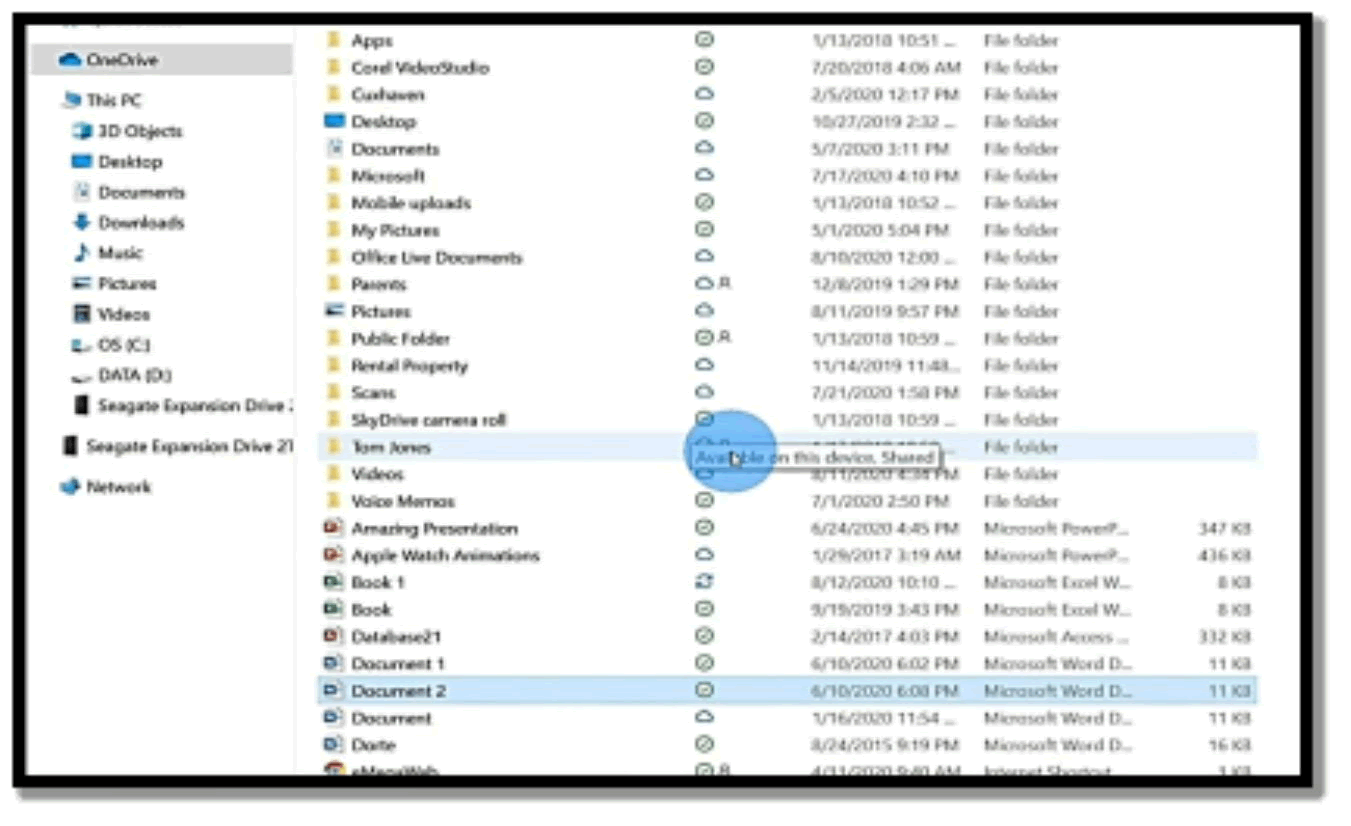 OneDrive
This PC
3D Objects
Desktop
Documents
Downloads
Music
Pictures
Videos
OS (C:)
DATA (D:)
Seagate Expansion Drive
Seagate Expansion Drive
Network
Apps 1/13/2018 10:51 ... File folder
Corel VideoStudio 7/20/2018 4:06 AM File folder
Cuxhaven 2/5/2020 12:17 PM File folder
Desktop 10/27/2019 2:32 ... File folder
Documents 5/7/2020 3:11 PM File folder
Microsoft 7/17/2020 4:10 PM File folder
Mobile uploads 1/13/2018 10:52 ... File folder
My Pictures 5/1/2020 5:04 PM File folder
Office Live Documents 8/10/2020 12:00 ... File folder
Parents 12/8/2019 1:29 PM File folder
Pictures 8/11/2019 9:57 PM File folder
Public Folder 1/13/2018 10:59 ... File folder
Rental Property 11/14/2019 11:48... File folder
Scans 7/21/2020 1:58 PM File folder
SkyDrive camera roll 1/13/2018 10:59 ... File folder
Tom Jones File folder
Available on this device, Shared
Videos 8/11/2020 4:34 PM File folder
Voice Memos 7/1/2020 2:50 PM File folder
Amazing Presentation 6/24/2020 4:45 PM Microsoft PowerP... 347 KB
Apple Watch Animations 1/29/2017 3:19 AM Microsoft PowerP... 436 KB
Book 1 8/12/2020 10:10 ... Microsoft Excel W... 8 KB
Book 9/19/2019 3:43 PM Microsoft Excel W... 8 KB
Database21 2/14/2017 4:03 PM Microsoft Access ... 332 KB
Document 1 6/10/2020 6:02 PM Microsoft Word D... 11 KB
Document 2 6/10/2020 6:08 PM Microsoft Word D... 11 KB
Document 1/16/2020 11:54 ... Microsoft Word D... 11 KB
Dorte 8/24/2015 9:19 PM Microsoft Word D... 16 KB
4/11/2020 9:40 AM Internet Shortcut 1 KB